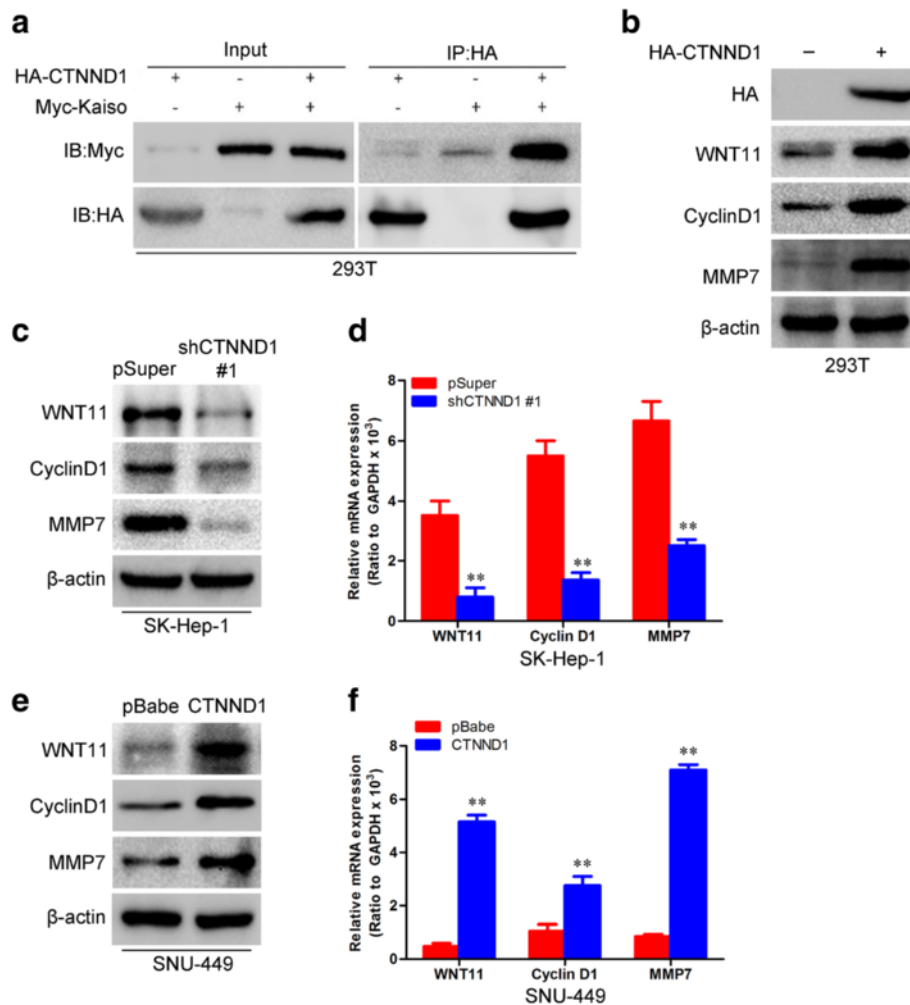 a
Input IP:HA
HA-CTNND1 + - + + - +
Myc-Kaiso - + + - + +
IB:Myc
IB:HA
293T
b
HA-CTNND1 – +
HA
WNT11
CyclinD1
MMP7
β-actin
293T
c
pSuper shCTNND1 #1
WNT11
CyclinD1
MMP7
β-actin
SK-Hep-1
d
pSuper
shCTNND1 #1
Relative mRNA expression
(Ratio to GAPDH x 10³)
8
6
4
2
0
** ** **
WNT11 Cyclin D1 MMP7
SK-Hep-1
e
pBabe CTNND1
WNT11
CyclinD1
MMP7
β-actin
SNU-449
f
pBabe
CTNND1
Relative mRNA expression
(Ratio to GAPDH x 10³)
8
6
4
2
0
** ** **
WNT11 Cyclin D1 MMP7
SNU-449